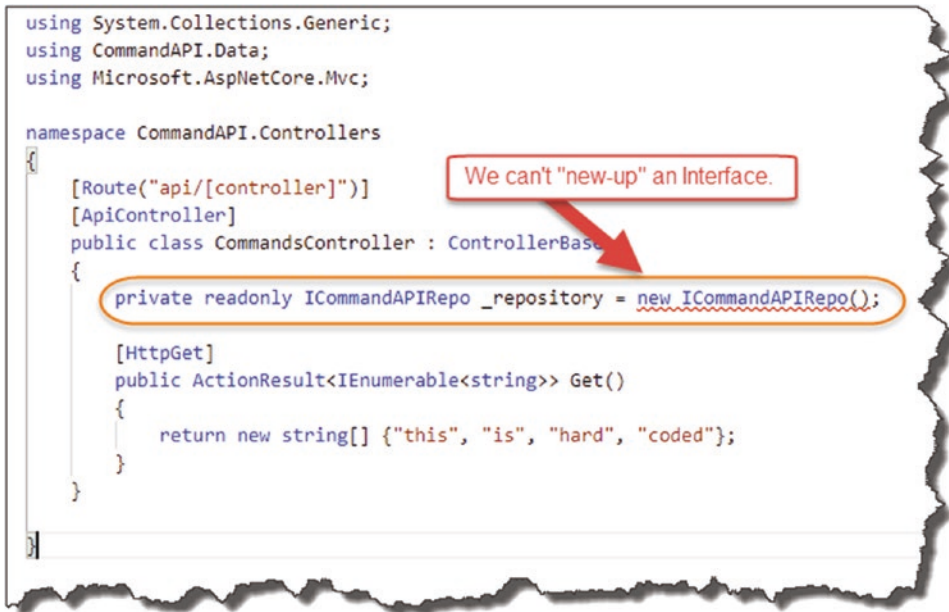 using System.Collections.Generic;
using CommandAPI.Data;
using Microsoft.AspNetCore.Mvc;
namespace CommandAPI.Controllers
{
[Route("api/[controller]")]
We can't "new-up" an Interface.
[ApiController]
public class CommandsController : ControllerBase
{
private readonly ICommandAPIRepo _repository = new ICommandAPIRepo();
[HttpGet]
public ActionResult<IEnumerable<string>> Get()
{
return new string[] {"this", "is", "hard", "coded"};
}
}
}